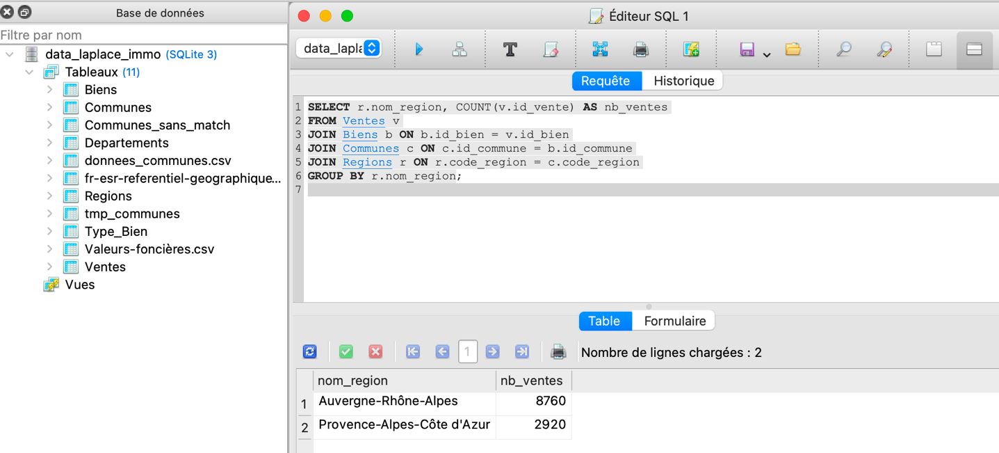 Base de données
Filtre par nom
data_laplace_immo (SQLite 3)
Tableaux (11)
Biens
Communes
Communes_sans_match
Departements
donnees_communes.csv
fr-esr-referentiel-geographique...
Regions
tmp_communes
Type_Bien
Valeurs-foncières.csv
Ventes
Vues
Éditeur SQL 1
data_lapla
Requête Historique
1 SELECT r.nom_region, COUNT(v.id_vente) AS nb_ventes
2 FROM Ventes v
3 JOIN Biens b ON b.id_bien = v.id_bien
4 JOIN Communes c ON c.id_commune = b.id_commune
5 JOIN Regions r ON r.code_region = c.code_region
6 GROUP BY r.nom_region;
7
Table Formulaire
1 Nombre de lignes chargées : 2
nom_region nb_ventes
1 Auvergne-Rhône-Alpes 8760
2 Provence-Alpes-Côte d'Azur 2920